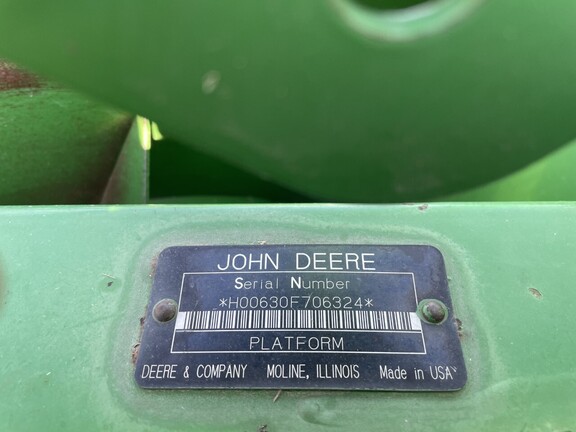 JOHN DEERE
Serial Number
*H00630F706324*
PLATFORM
DEERE & COMPANY MOLINE, ILLINOIS Made in USA